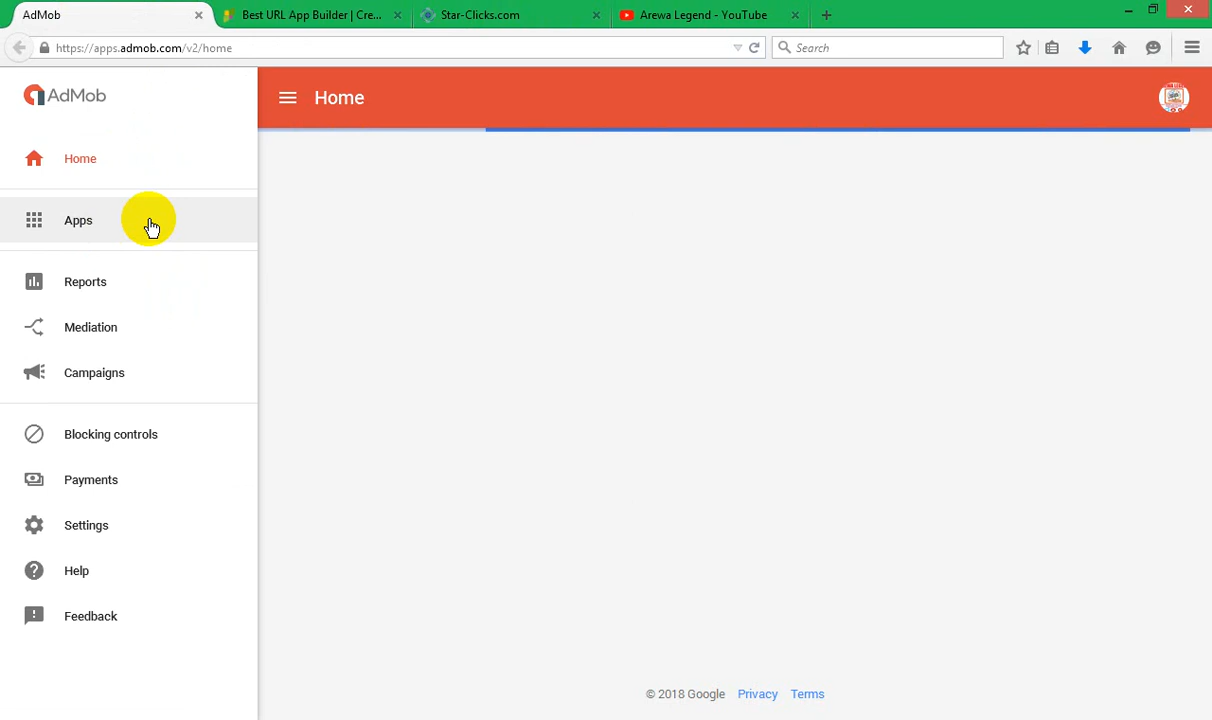 AdMob
Best URL App Builder | Cre...
Star-Clicks.com
Arewa Legend - YouTube
https://apps.admob.com/v2/home
Search
AdMob
Home
Home
Apps
Reports
Mediation
Campaigns
Blocking controls
Payments
Settings
Help
Feedback
© 2018 Google Privacy Terms